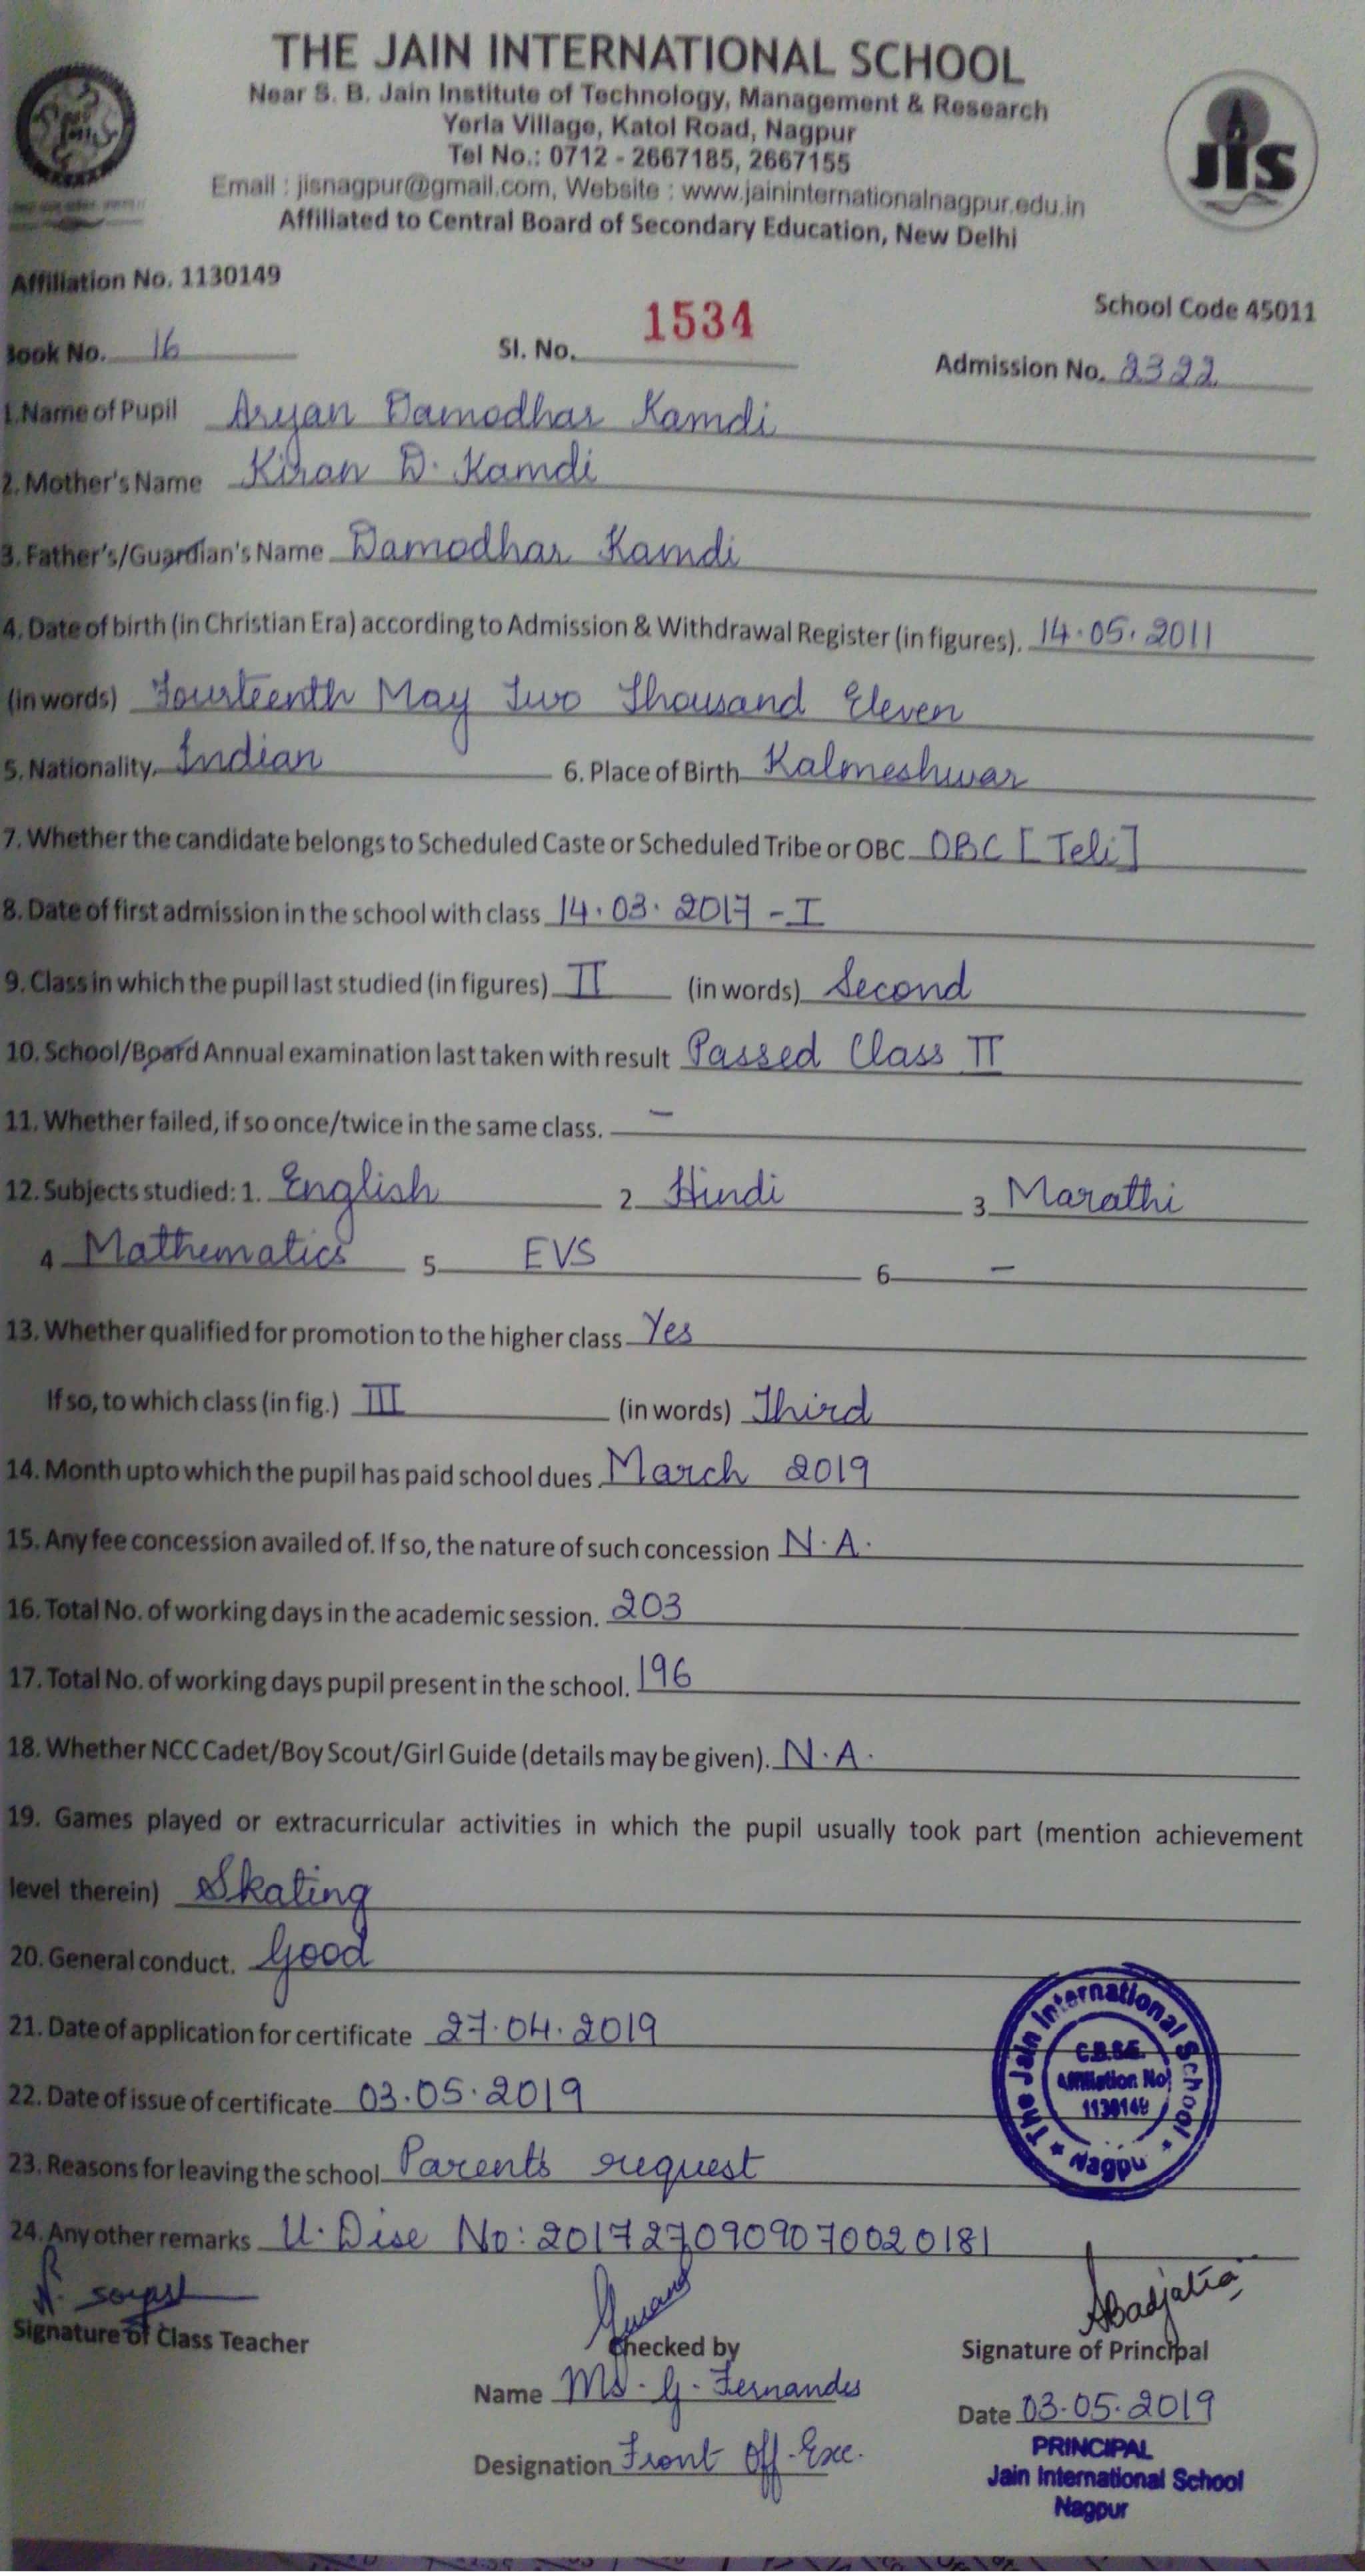 THE JAIN INTERNATIONAL SCHOOL
Near S. B. Jain Institute of Technology, Management & Research
Yerla Village, Katol Road, Nagpur
Tel No.: 0712 - 2667185, 2667155
Email : jisnagpur@gmail.com, Website : www.jaininternationalnagpur.edu.in
Affiliated to Central Board of Secondary Education, New Delhi
JIS
Affiliation No. 1130149
School Code 45011
Book No. 16 Sl. No. 1534 Admission No. 2322
1. Name of Pupil Aryan Damodhar Kamdi
2. Mother's Name Kiran D. Kamdi
3. Father's/Guardian's Name Damodhar Kamdi
4. Date of birth (in Christian Era) according to Admission & Withdrawal Register (in figures). 14.05.2011
(in words) Fourteenth May Two Thousand Eleven
5. Nationality. Indian 6. Place of Birth Kalmeshwar
7. Whether the candidate belongs to Scheduled Caste or Scheduled Tribe or OBC OBC [Teli]
8. Date of first admission in the school with class 14.03.2017 - I
9. Class in which the pupil last studied (in figures) II (in words) Second
10. School/Board Annual examination last taken with result Passed Class II
11. Whether failed, if so once/twice in the same class. -
12. Subjects studied: 1. English 2 Hindi 3 Marathi
4 Mathematics 5 EVS 6 -
13. Whether qualified for promotion to the higher class Yes
If so, to which class (in fig.) III (in words) Third
14. Month upto which the pupil has paid school dues March 2019
15. Any fee concession availed of. If so, the nature of such concession N.A.
16. Total No. of working days in the academic session. 203
17. Total No. of working days pupil present in the school. 196
18. Whether NCC Cadet/Boy Scout/Girl Guide (details may be given). N.A.
19. Games played or extracurricular activities in which the pupil usually took part (mention achievement
level therein) Skating
20. General conduct. Good
21. Date of application for certificate 27.04.2019
22. Date of issue of certificate 03.05.2019
23. Reasons for leaving the school Parent's request
24. Any other remarks U.Dise No: 2017270909070020181
The Jain International School
C.B.S.E.
Affiliation No
1130149
Nagpu
Signature of Class Teacher
Checked by
Signature of Principal
Name Ms. G. Fernandes
Date 03.05.2019
Designation Front Off. Exe.
PRINCIPAL
Jain International School
Nagpur